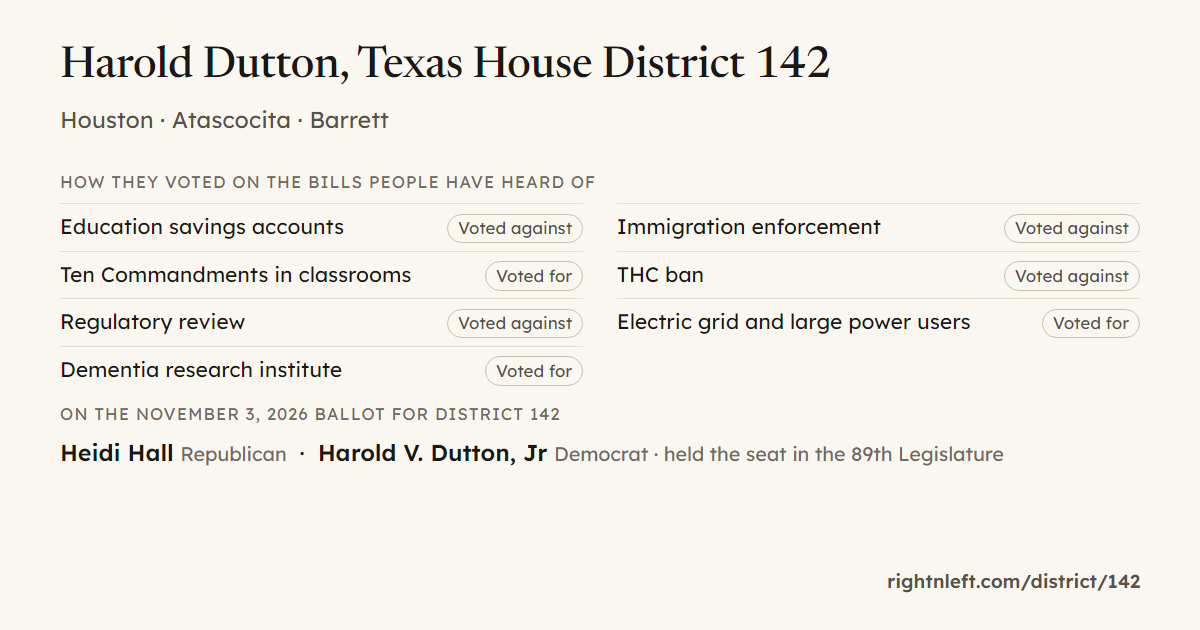 Harold Dutton, Texas House District 142
Houston · Atascocita · Barrett
HOW THEY VOTED ON THE BILLS PEOPLE HAVE HEARD OF
Education savings accounts Voted against
Ten Commandments in classrooms Voted for
Regulatory review Voted against
Dementia research institute Voted for
Immigration enforcement Voted against
THC ban Voted against
Electric grid and large power users Voted for
ON THE NOVEMBER 3, 2026 BALLOT FOR DISTRICT 142
Heidi Hall Republican · Harold V. Dutton, Jr Democrat · held the seat in the 89th Legislature
rightnleft.com/district/142